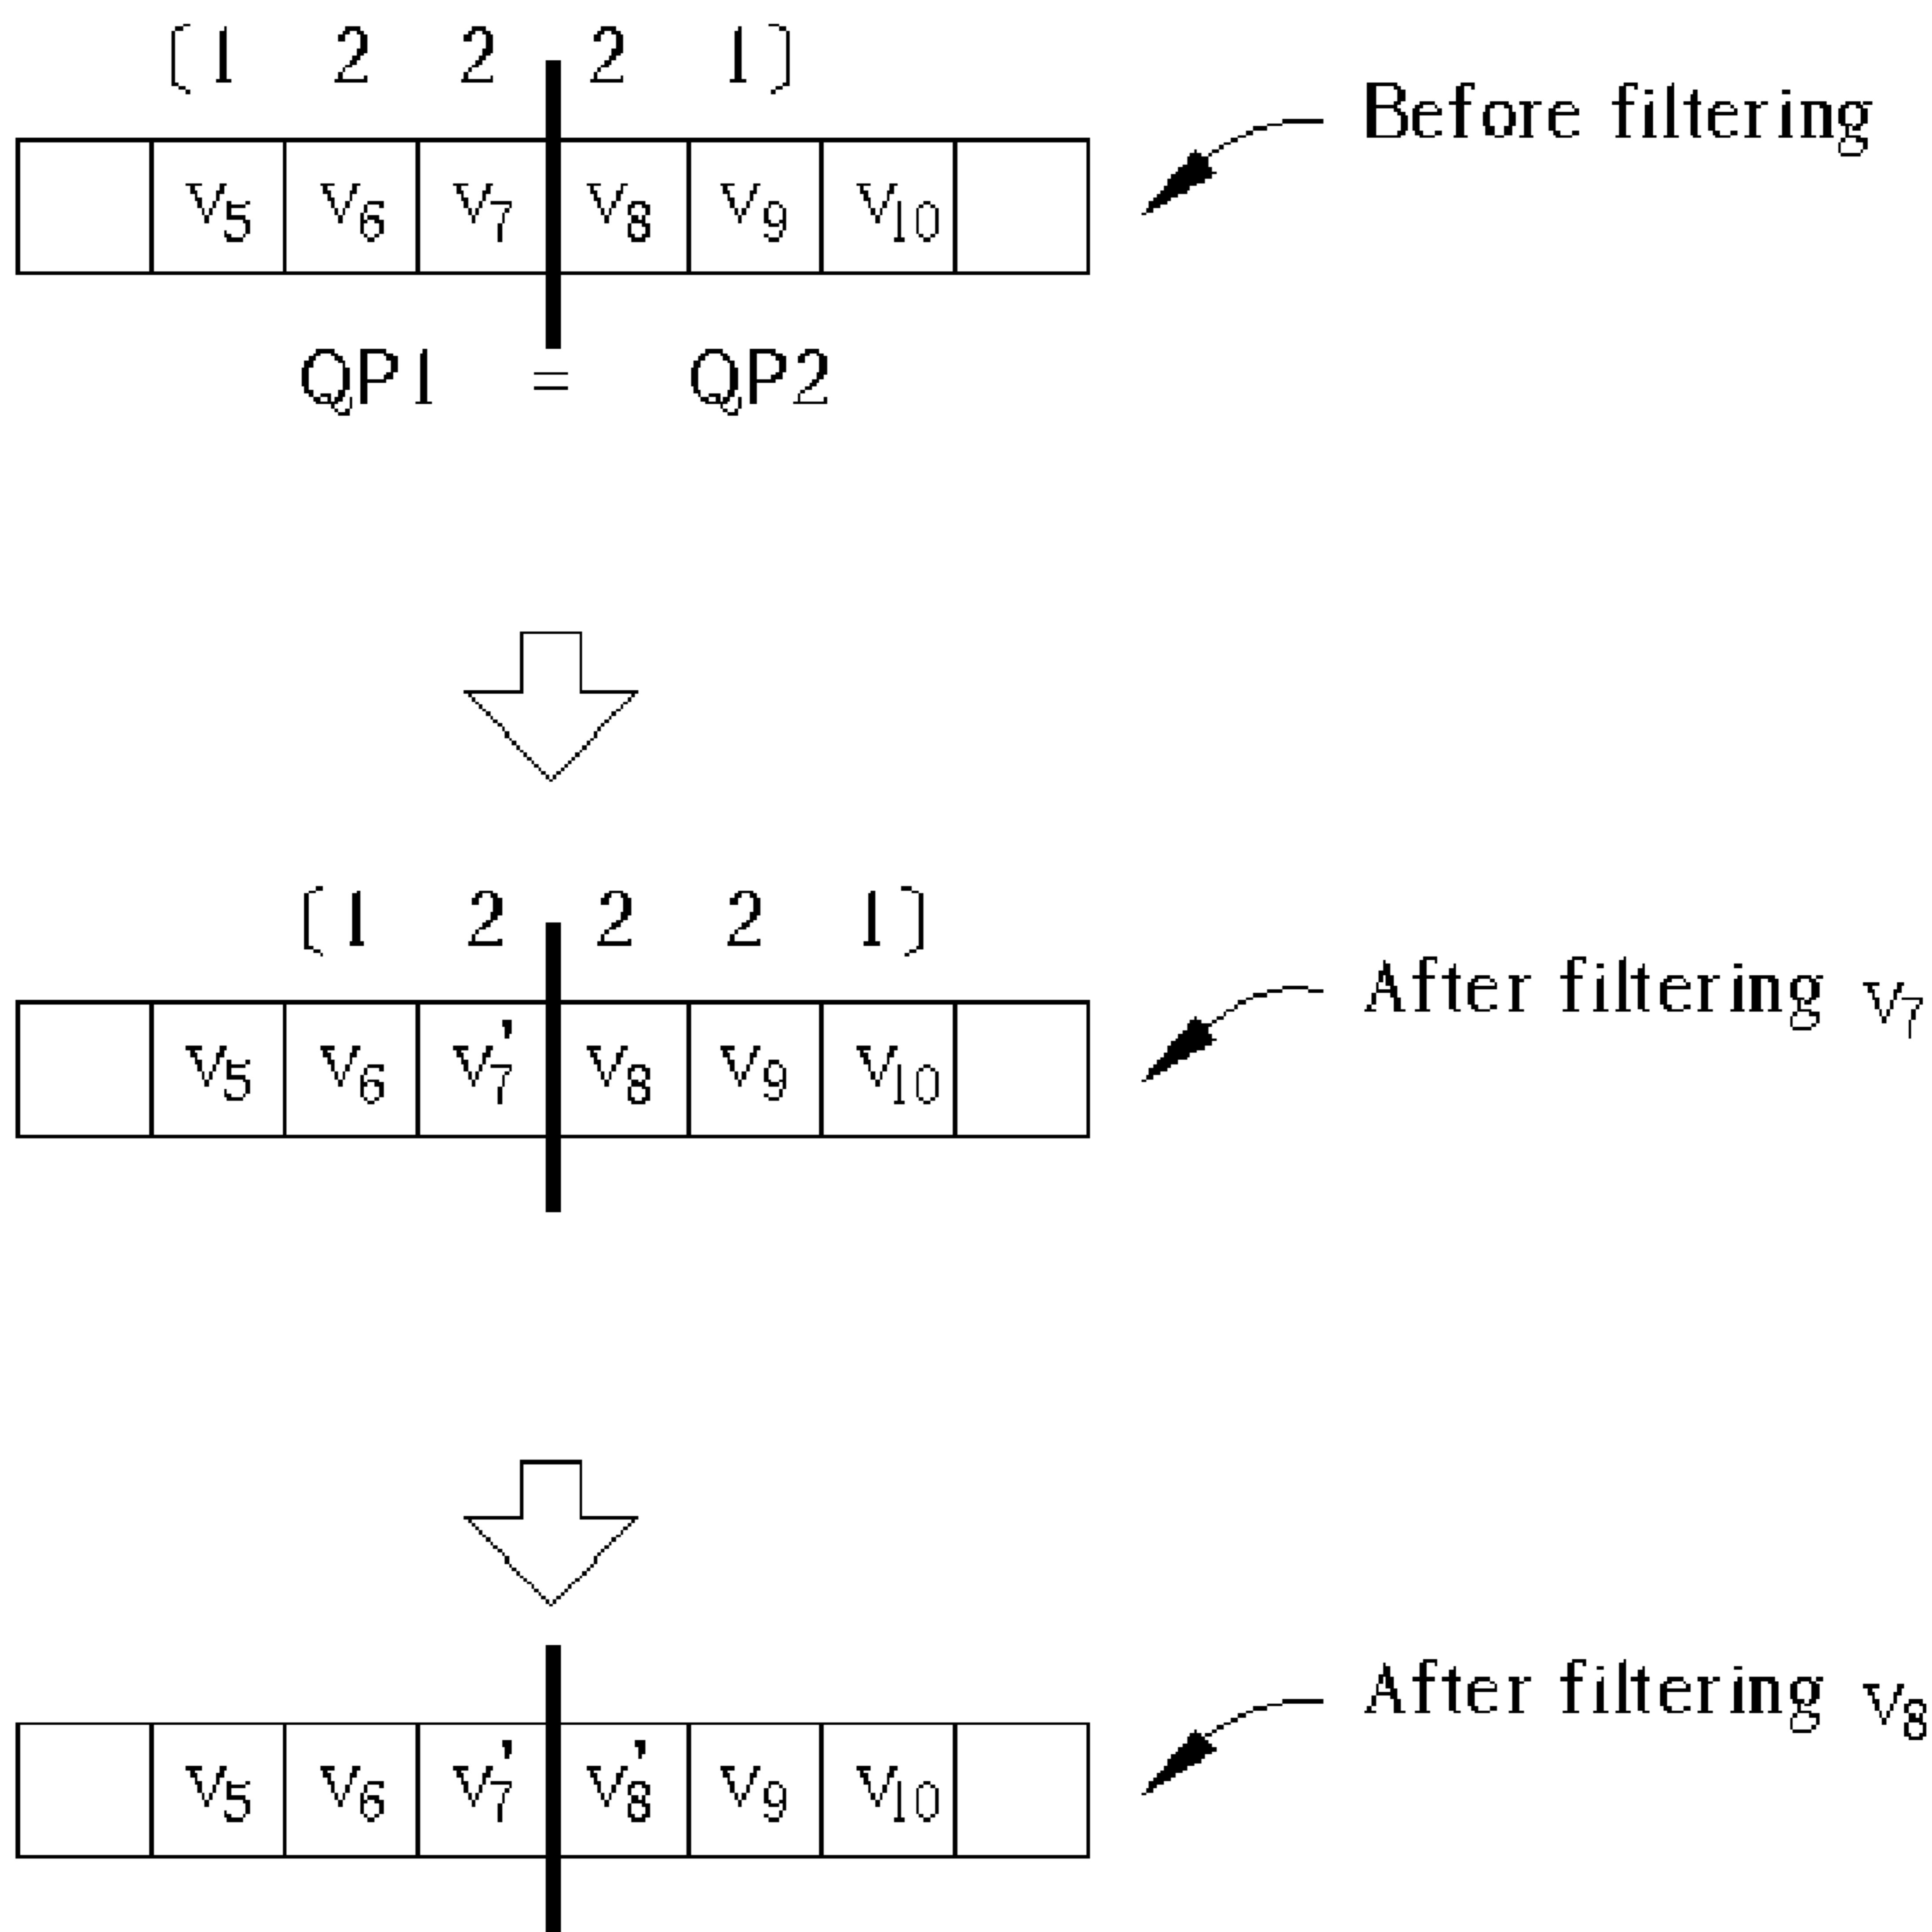 (1 2 2 2 1)
Before filtering
V5 V6 V7 V8 V9 V10
QP1 = QP2
(1 2 2 2 1)
After filtering V7
V5 V6 V7' V8 V9 V10
After filtering V8
V5 V6 V7' V8' V9 V10